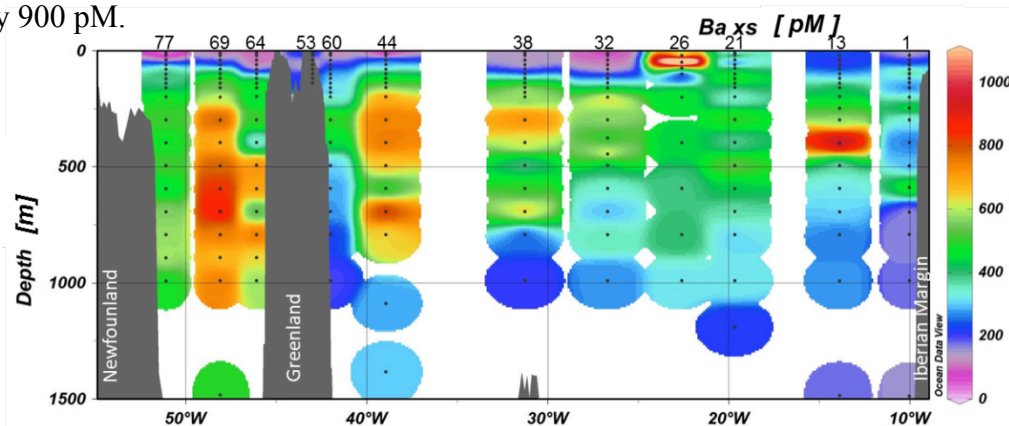 y 900 pM.
Ba_xs [ pM ]
77 69 64 53 60 44 38 32 26 21 13 1
0
500
1000
1500
Depth [m]
Newfounland
Greenland
Iberian Margin
Ocean Data View
1000
800
600
400
200
0
50°W 40°W 30°W 20°W 10°W